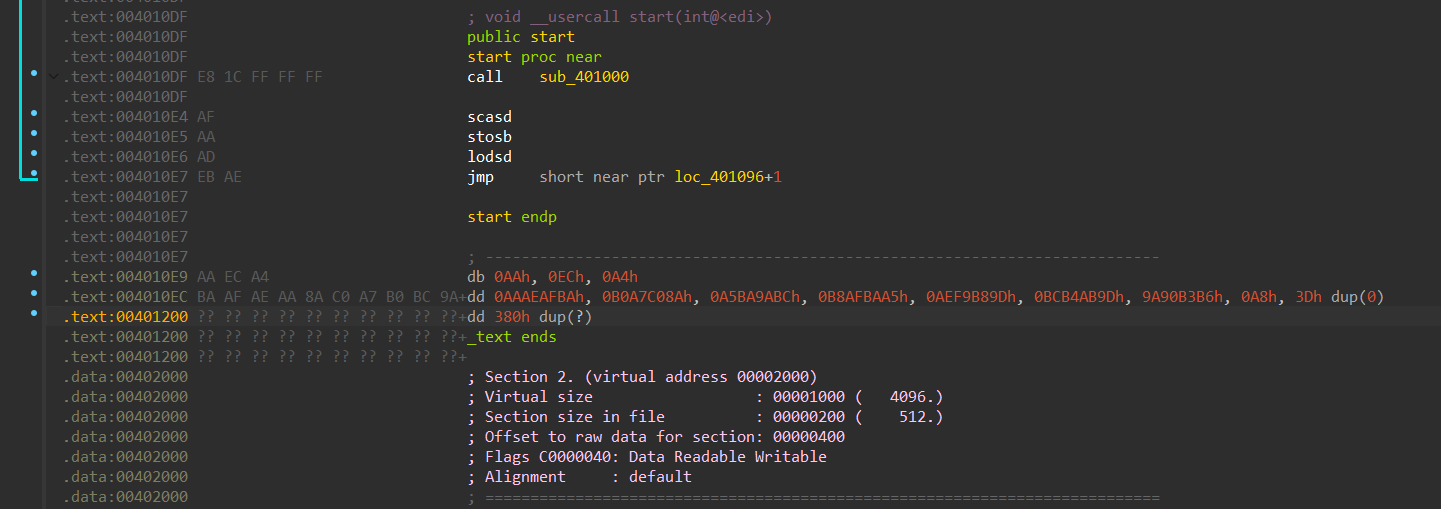 .text:004010DF
.text:004010DF ; void __usercall start(int@<edi>)
.text:004010DF public start
.text:004010DF start proc near
.text:004010DF E8 1C FF FF FF call sub_401000
.text:004010DF
.text:004010E4 AF scasd
.text:004010E5 AA stosb
.text:004010E6 AD lodsd
.text:004010E7 EB AE jmp short near ptr loc_401096+1
.text:004010E7
.text:004010E7 start endp
.text:004010E7
.text:004010E7 ; ---------------------------------------------------------------------------
.text:004010E9 AA EC A4 db 0AAh, 0ECh, 0A4h
.text:004010EC BA AF AE AA 8A C0 A7 B0 BC 9A+dd 0AAAEAFBAh, 0B0A7C08Ah, 0A5BA9ABCh, 0B8AFBAA5h, 0AEF9B89Dh, 0BCB4AB9Dh, 9A90B3B6h, 0A8h, 3Dh dup(0)
.text:00401200 ?? ?? ?? ?? ?? ?? ?? ?? ?? ??+dd 380h dup(?)
.text:00401200 ?? ?? ?? ?? ?? ?? ?? ?? ?? ??+_text ends
.text:00401200 ?? ?? ?? ?? ?? ?? ?? ?? ?? ??+
.data:00402000 ; Section 2. (virtual address 00002000)
.data:00402000 ; Virtual size : 00001000 ( 4096.)
.data:00402000 ; Section size in file : 00000200 ( 512.)
.data:00402000 ; Offset to raw data for section: 00000400
.data:00402000 ; Flags C0000040: Data Readable Writable
.data:00402000 ; Alignment : default
.data:00402000 ; ===========================================================================